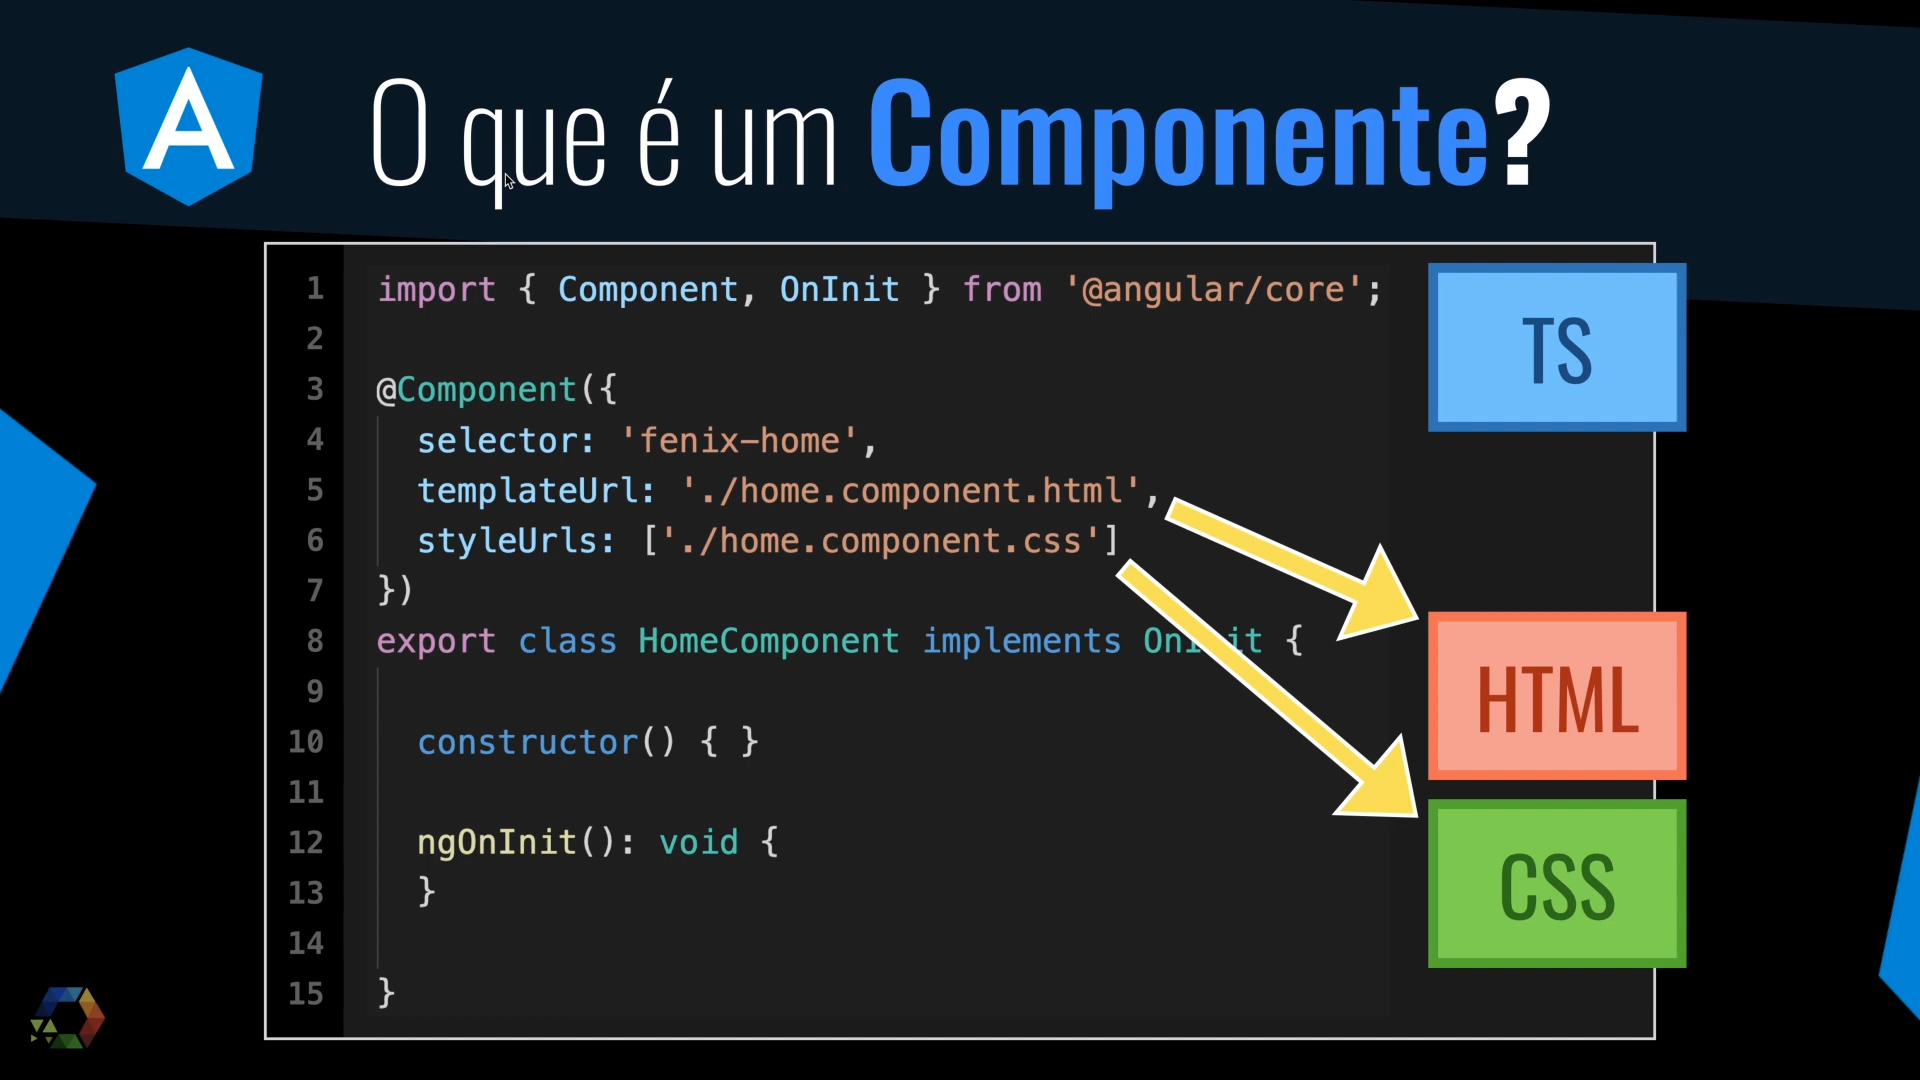 A
O que é um Componente?
1 import { Component, OnInit } from '@angular/core';
2
3 @Component({
4 selector: 'fenix-home',
5 templateUrl: './home.component.html',
6 styleUrls: ['./home.component.css']
7 })
8 export class HomeComponent implements OnInit {
9
10 constructor() { }
11
12 ngOnInit(): void {
13 }
14
15 }
TS
HTML
CSS